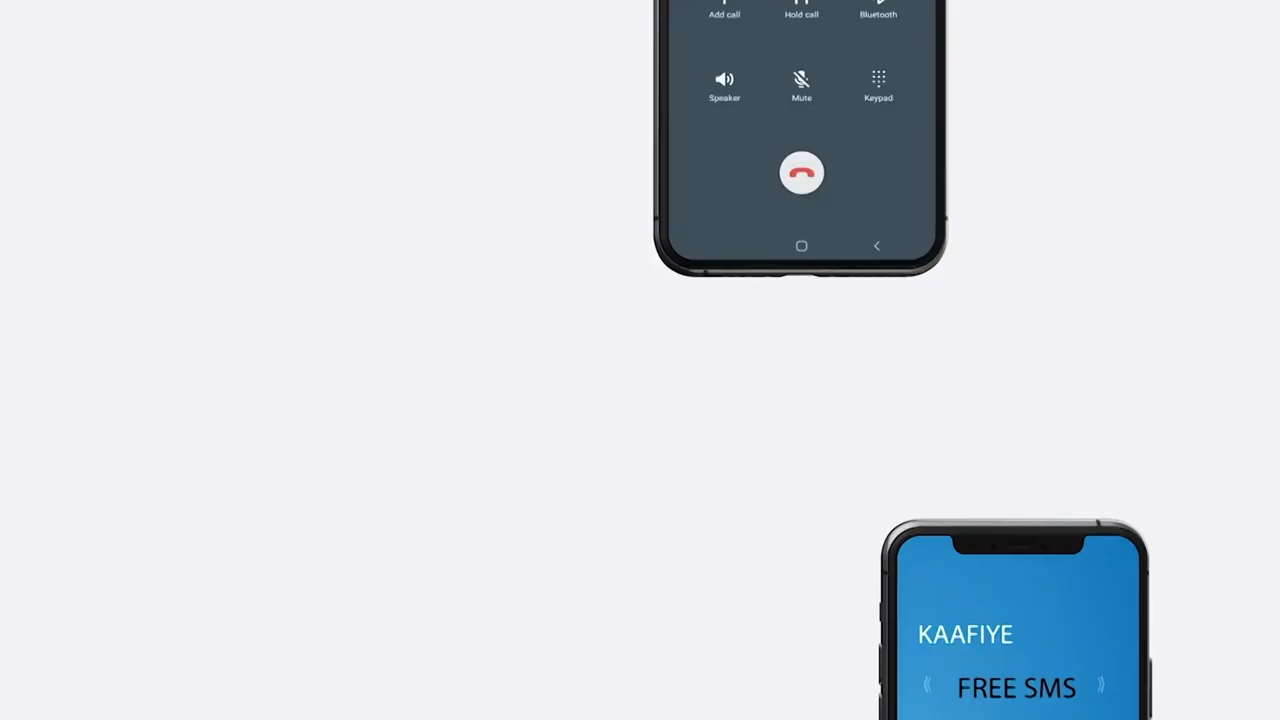 Add call Hold call Bluetooth
Speaker Mute Keypad
KAAFIYE
FREE SMS